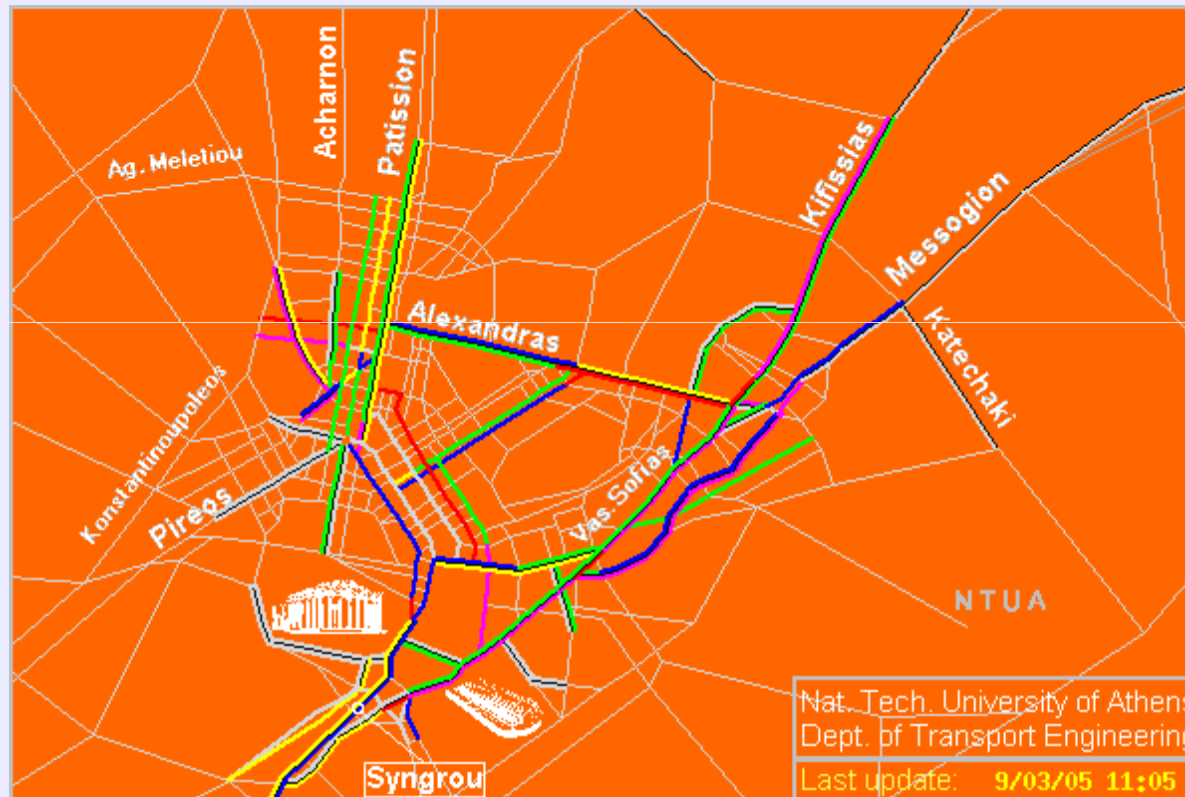 Acharnon
Patission
Ag. Meletiou
Kifissias
Messogion
Alexandras
Katechaki
Konstantinoupoleos
Pireos
Vas. Sofias
NTUA
Nat. Tech. University of Athens
Dept. of Transport Engineering
Syngrou
Last update: 9/03/05 11:05